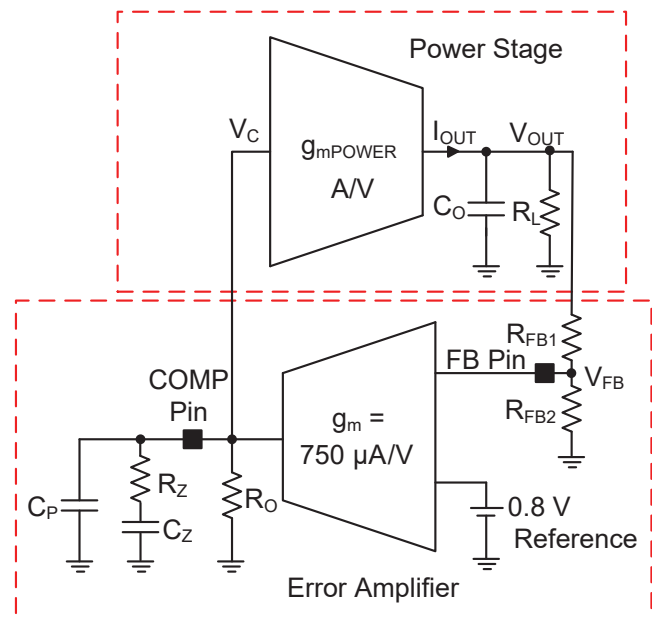 Power Stage
V_C
g_mPOWER
A/V
I_OUT
V_OUT
C_O
R_L
R_FB1
FB Pin
V_FB
R_FB2
COMP
Pin
g_m =
750 µA/V
C_P
R_Z
C_Z
R_O
0.8 V
Reference
Error Amplifier